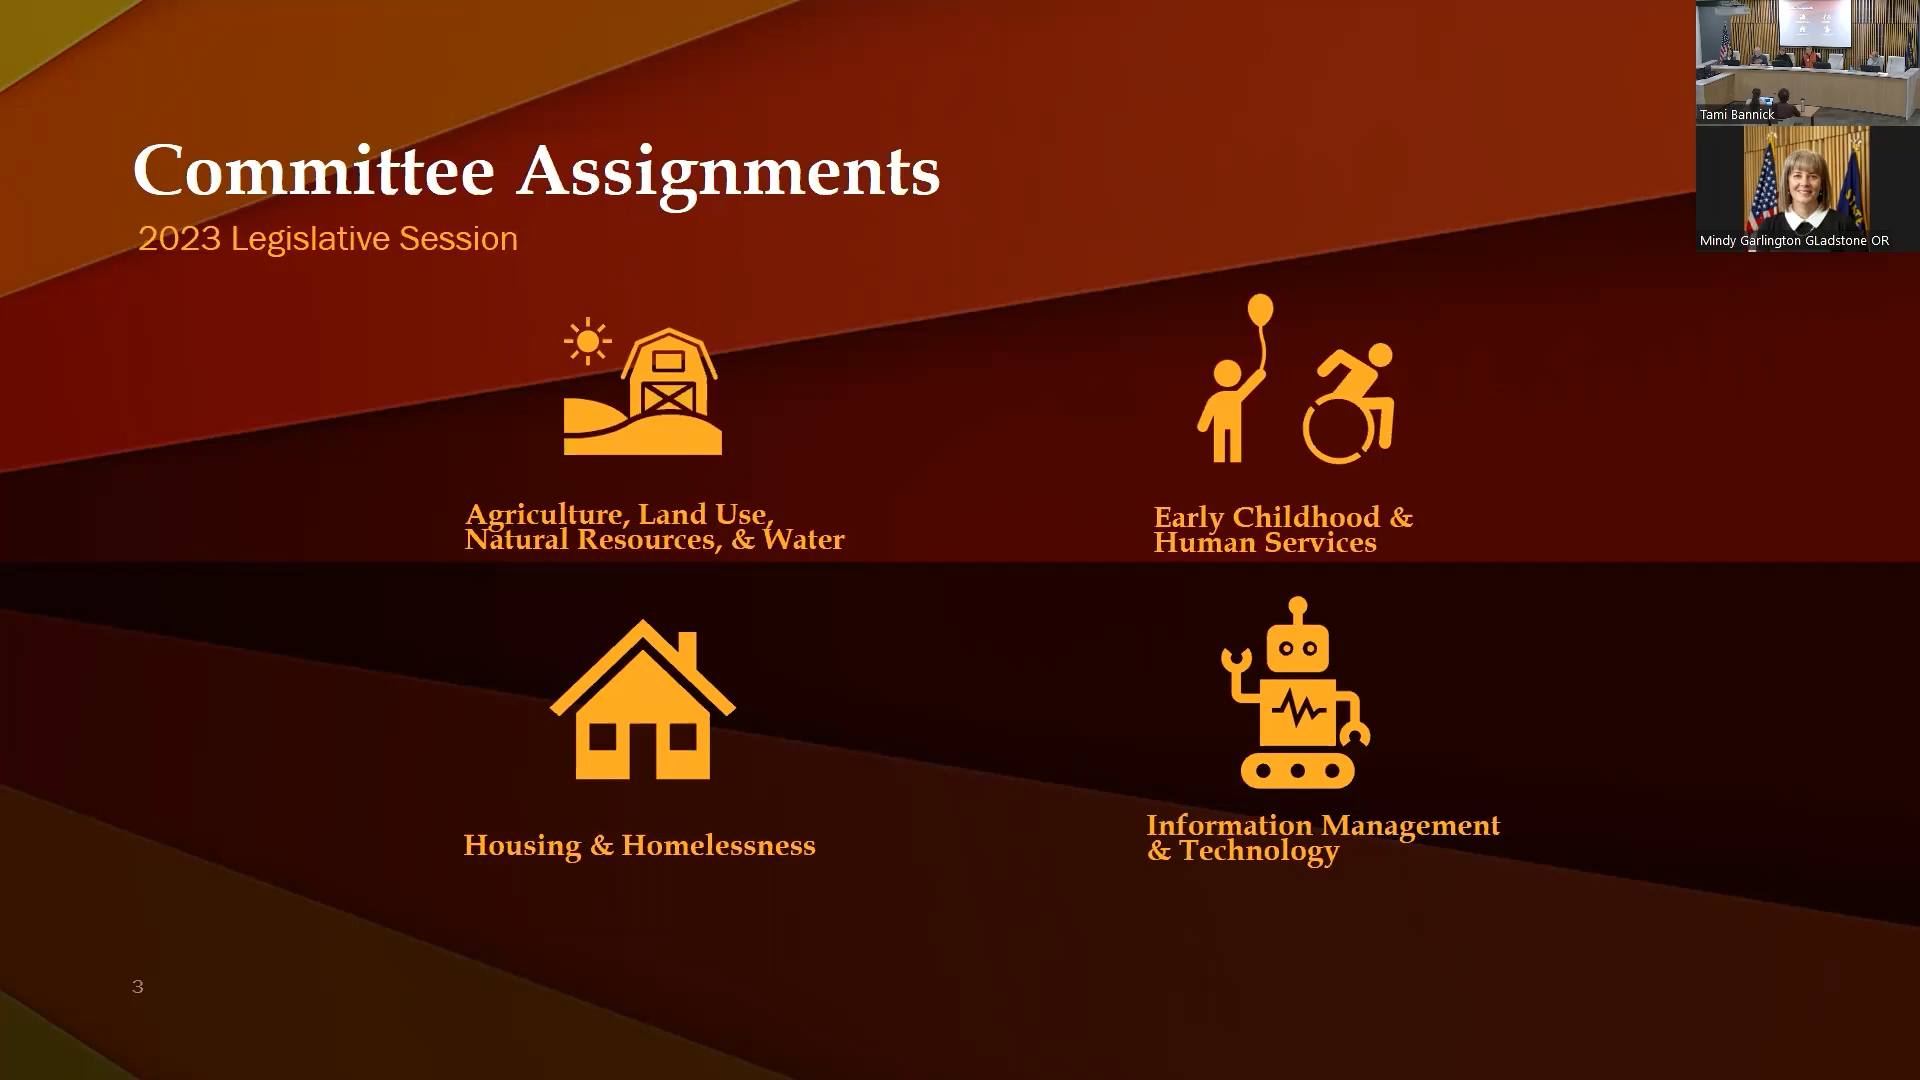 Committee Assignments
2023 Legislative Session
Agriculture, Land Use,
Natural Resources, & Water
Early Childhood &
Human Services
Housing & Homelessness
Information Management
& Technology
3
Tami Bannick
Mindy Garlington GLadstone OR